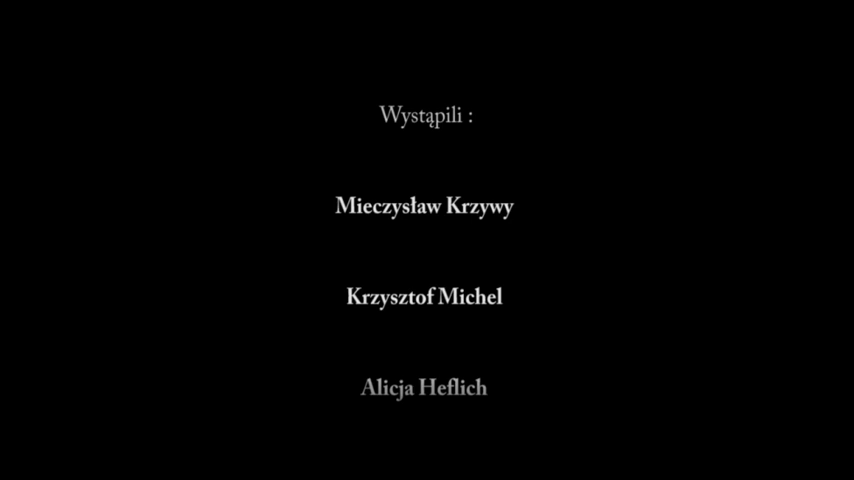 Wystąpili :
Mieczysław Krzywy
Krzysztof Michel
Alicja Heflich